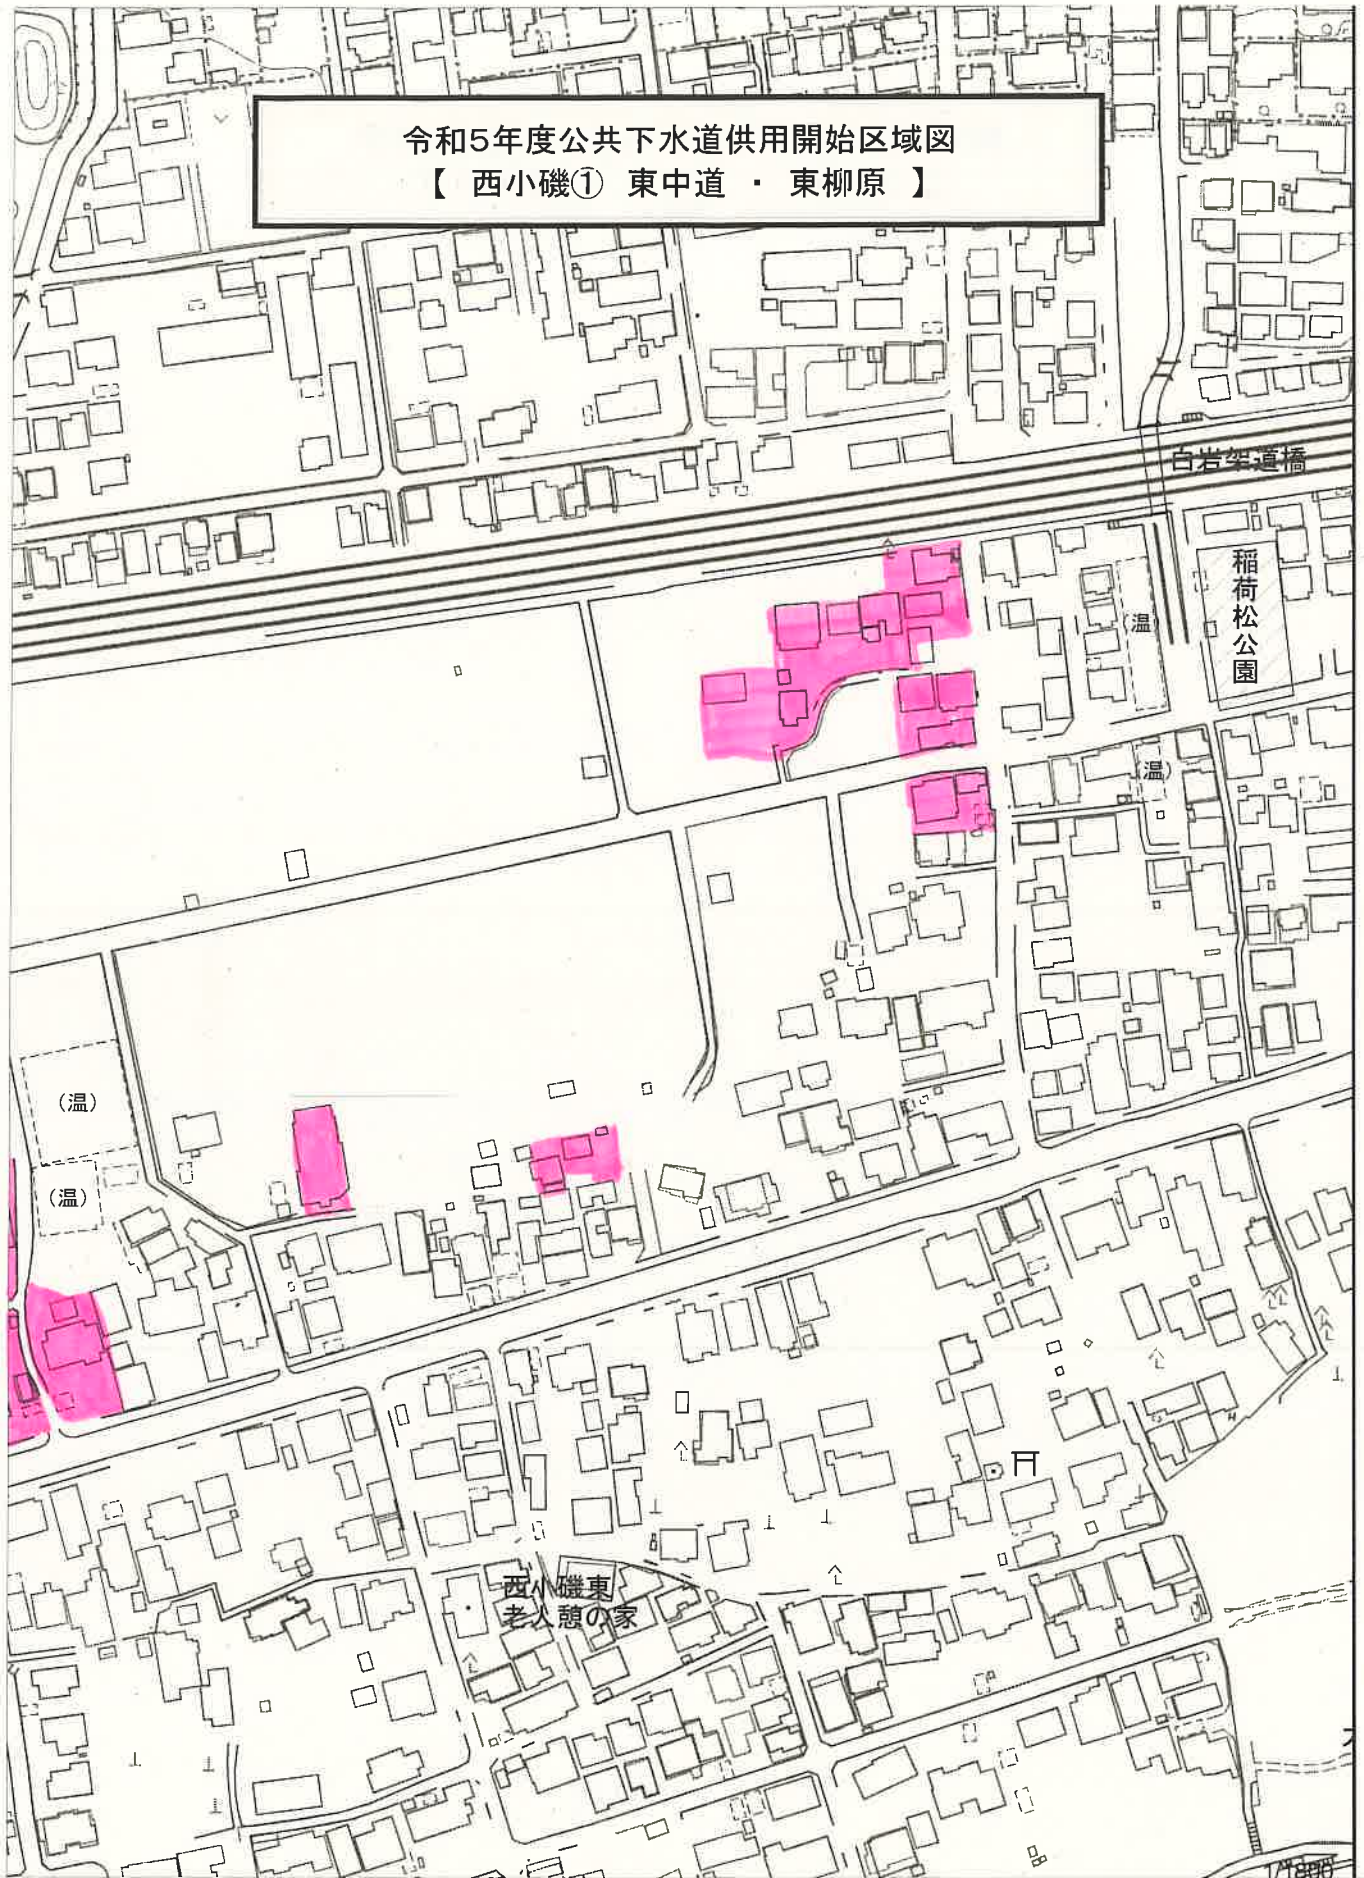 令和5年度公共下水道供用開始区域図
【 西小磯① 東中道 ・ 東柳原 】
白岩架道橋
稲荷松公園
(温)
(温)
(温)
(温)
西小磯東
老人憩の家
1/1800